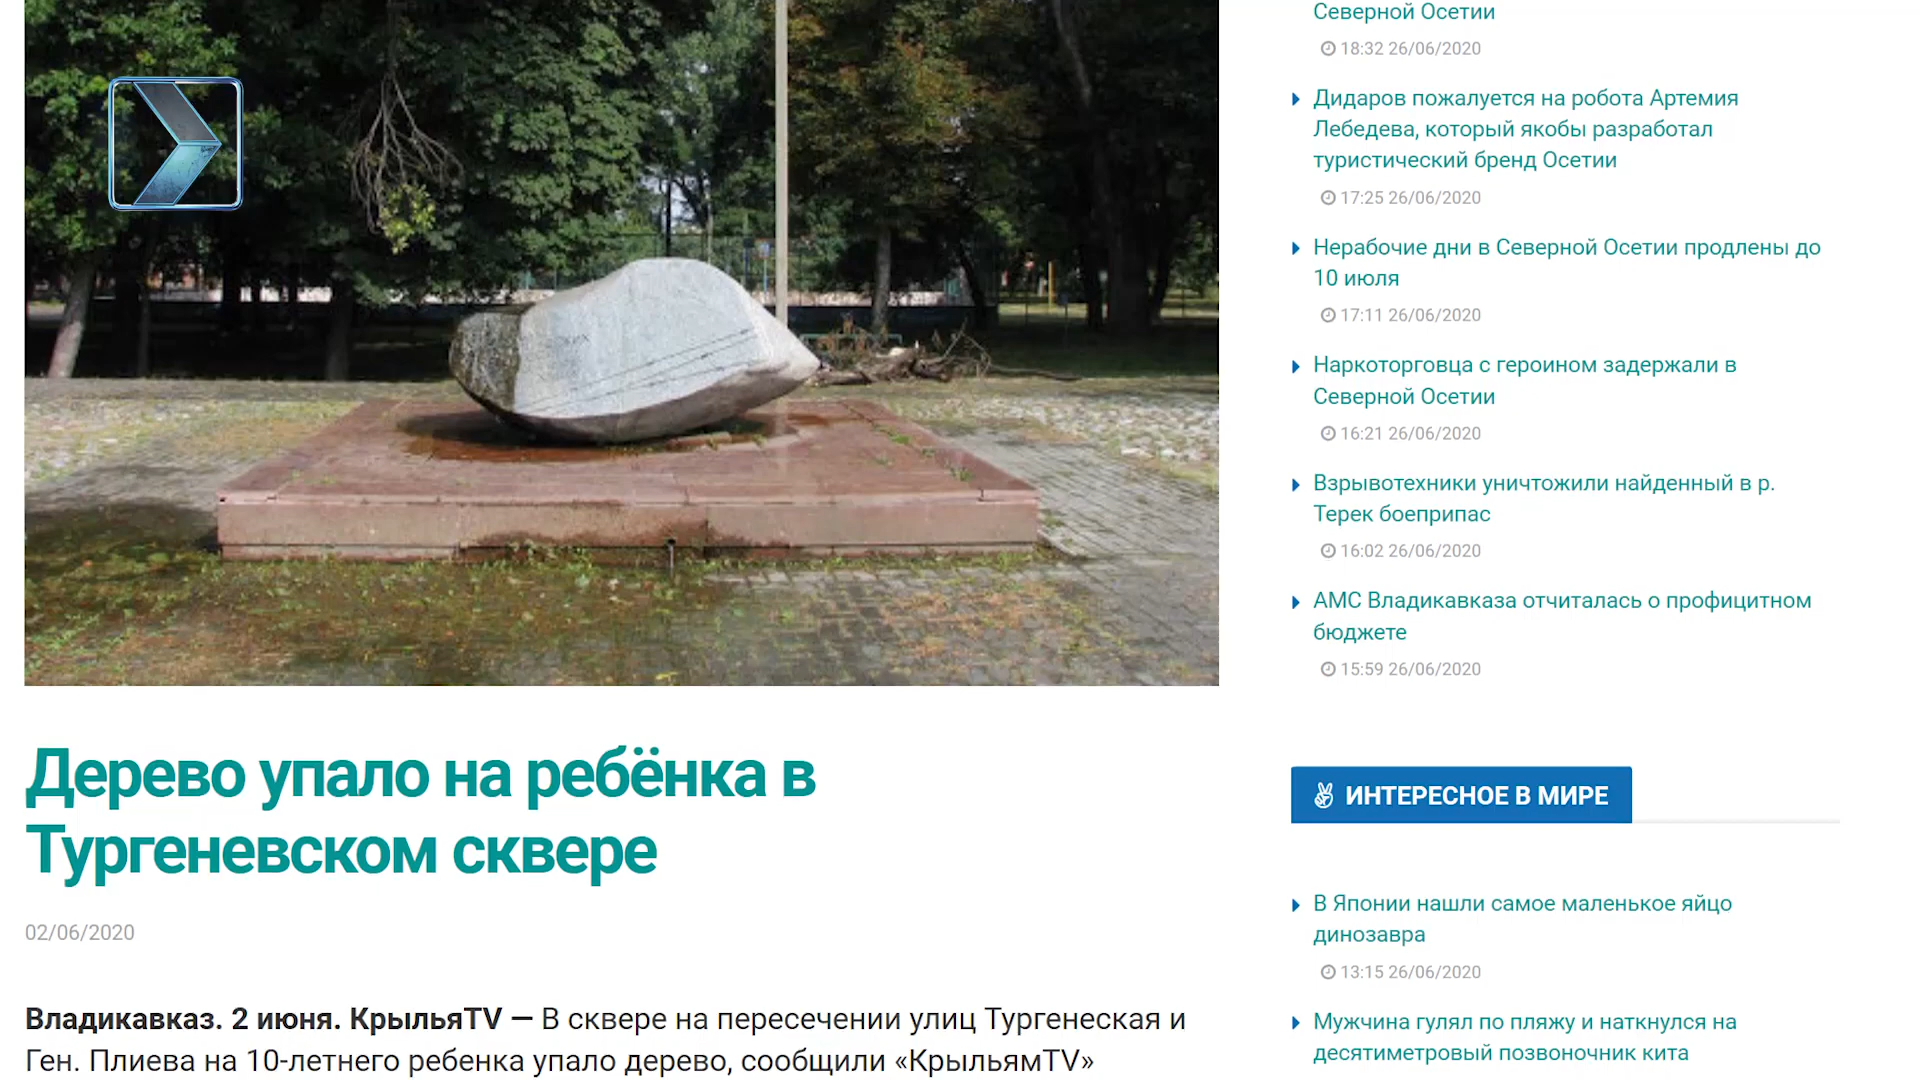 Северной Осетии
18:32 26/06/2020
Дидаров пожалуется на робота Артемия
Лебедева, который якобы разработал
туристический бренд Осетии
17:25 26/06/2020
Нерабочие дни в Северной Осетии продлены до
10 июля
17:11 26/06/2020
Наркоторговца с героином задержали в
Северной Осетии
16:21 26/06/2020
Взрывотехники уничтожили найденный в р.
Терек боеприпас
16:02 26/06/2020
АМС Владикавказа отчиталась о профицитном
бюджете
15:59 26/06/2020
Дерево упало на ребёнка в
Тургеневском сквере
02/06/2020
Владикавказ. 2 июня. КрыльяTV — В сквере на пересечении улиц Тургенеская и
Ген. Плиева на 10-летнего ребенка упало дерево, сообщили «КрыльямTV»
ИНТЕРЕСНОЕ В МИРЕ
В Японии нашли самое маленькое яйцо
динозавра
13:15 26/06/2020
Мужчина гулял по пляжу и наткнулся на
десятиметровый позвоночник кита